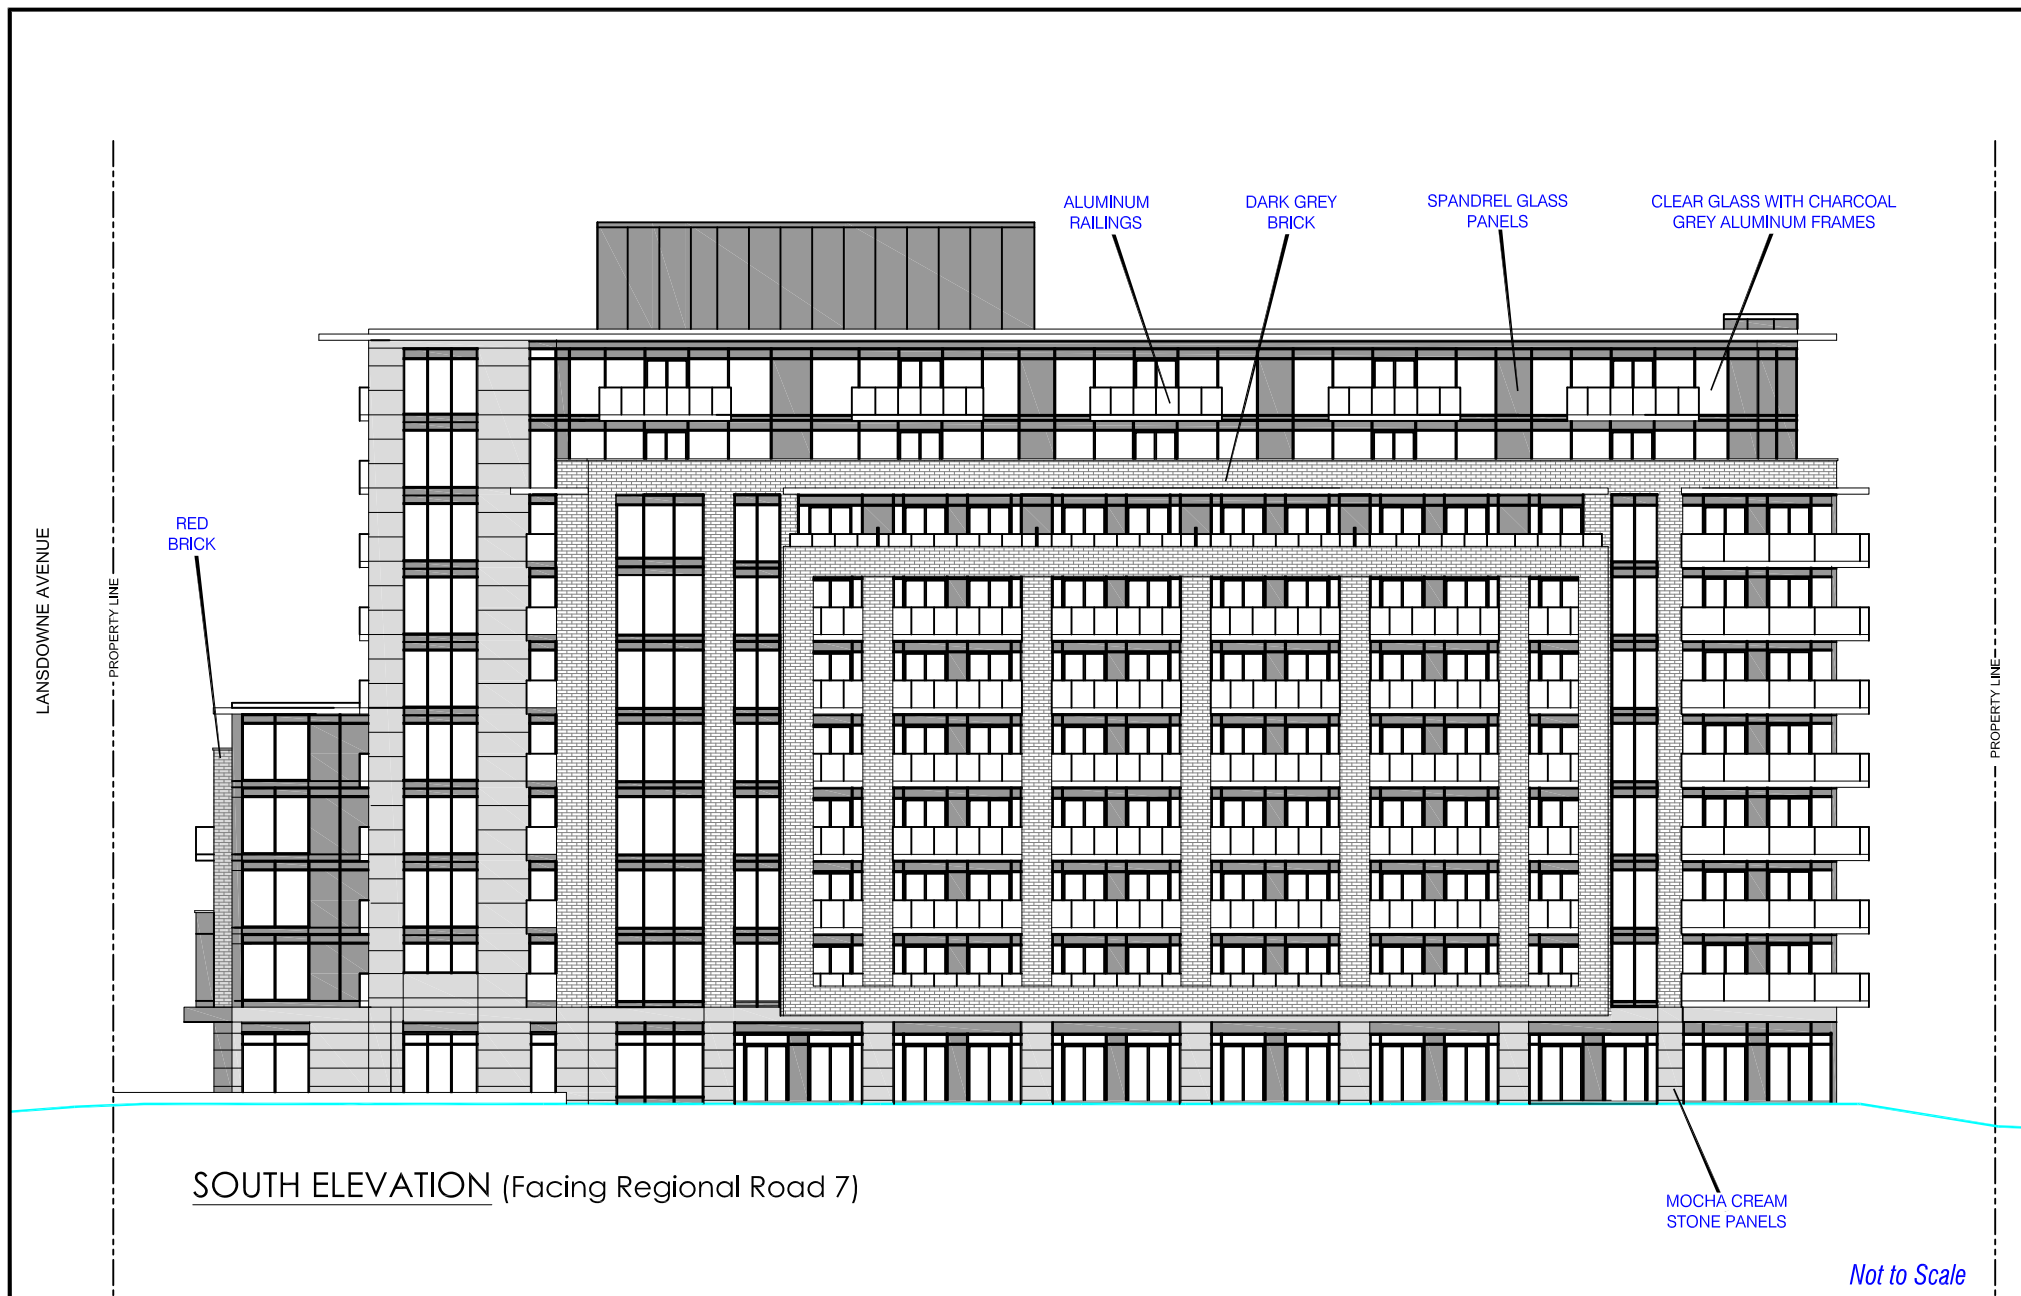 ALUMINUM
RAILINGS
DARK GREY
BRICK
SPANDREL GLASS
PANELS
CLEAR GLASS WITH CHARCOAL
GREY ALUMINUM FRAMES
RED
BRICK
LANSDOWNE AVENUE
PROPERTY LINE
PROPERTY LINE
SOUTH ELEVATION (Facing Regional Road 7)
MOCHA CREAM
STONE PANELS
Not to Scale